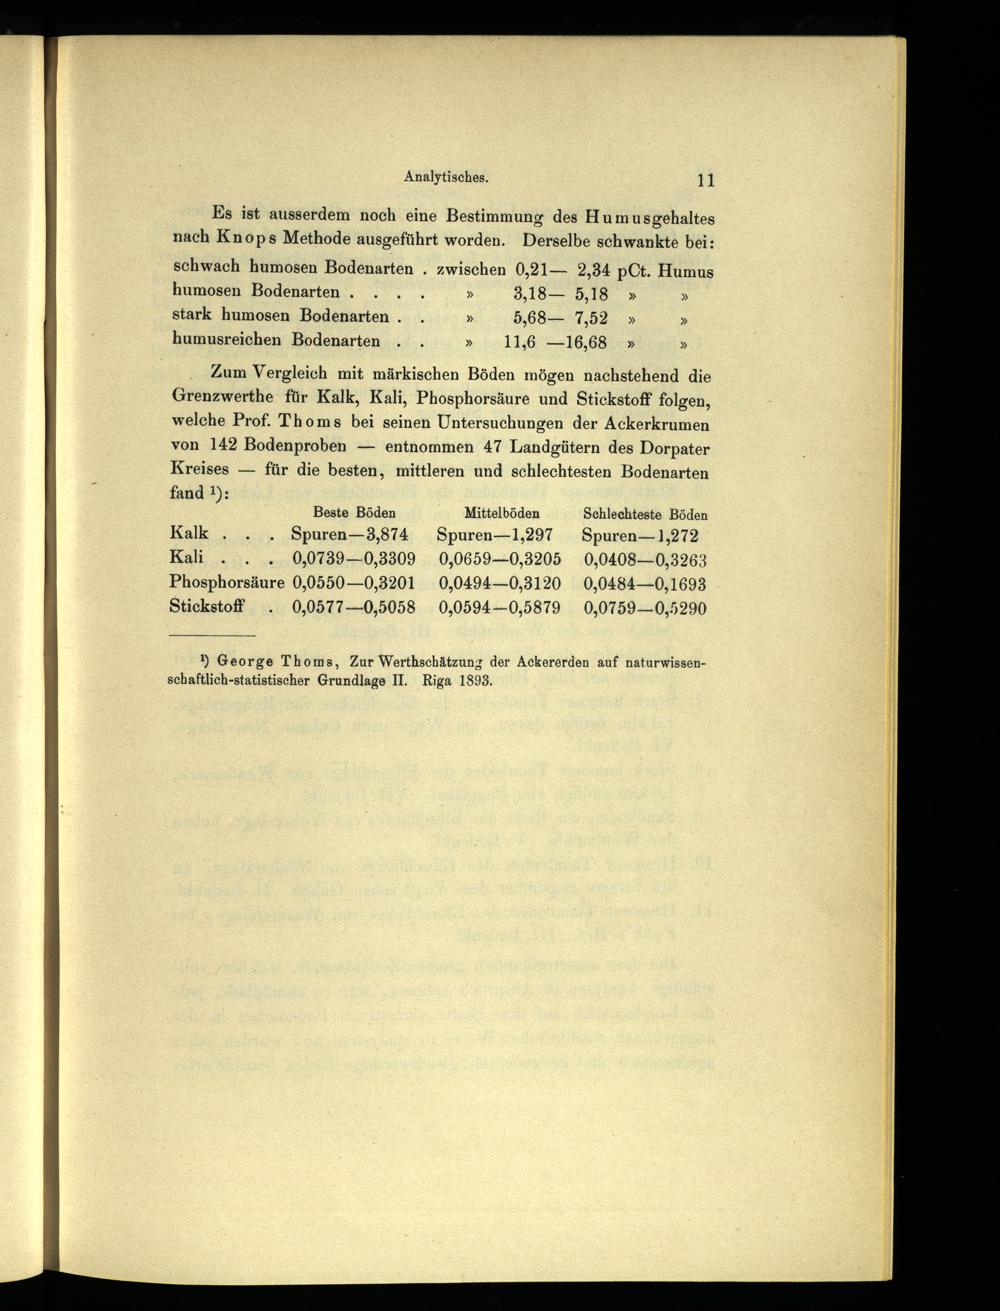 Analytisches. 11
Es ist ausserdem noch eine Bestimmung des Humusgehaltes
nach Knops Methode ausgeführt worden. Derselbe schwankte bei:
schwach humosen Bodenarten . zwischen 0,21— 2,34 pCt. Humus
humosen Bodenarten . . . . » 3,18— 5,18 » »
stark humosen Bodenarten . . » 5,68— 7,52 » »
humusreichen Bodenarten . . » 11,6 —16,68 » »
Zum Vergleich mit märkischen Böden mögen nachstehend die
Grenzwerthe für Kalk, Kali, Phosphorsäure und Stickstoff folgen,
welche Prof. Thoms bei seinen Untersuchungen der Ackerkrumen
von 142 Bodenproben — entnommen 47 Landgütern des Dorpater
Kreises — für die besten, mittleren und schlechtesten Bodenarten
fand ¹):
Beste Böden Mittelböden Schlechteste Böden
Kalk . . . Spuren—3,874 Spuren—1,297 Spuren—1,272
Kali . . . 0,0739—0,3309 0,0659—0,3205 0,0408—0,3263
Phosphorsäure 0,0550—0,3201 0,0494—0,3120 0,0484—0,1693
Stickstoff . 0,0577—0,5058 0,0594—0,5879 0,0759—0,5290
¹) George Thoms, Zur Werthschätzung der Ackererden auf naturwissen-
schaftlich-statistischer Grundlage II. Riga 1893.